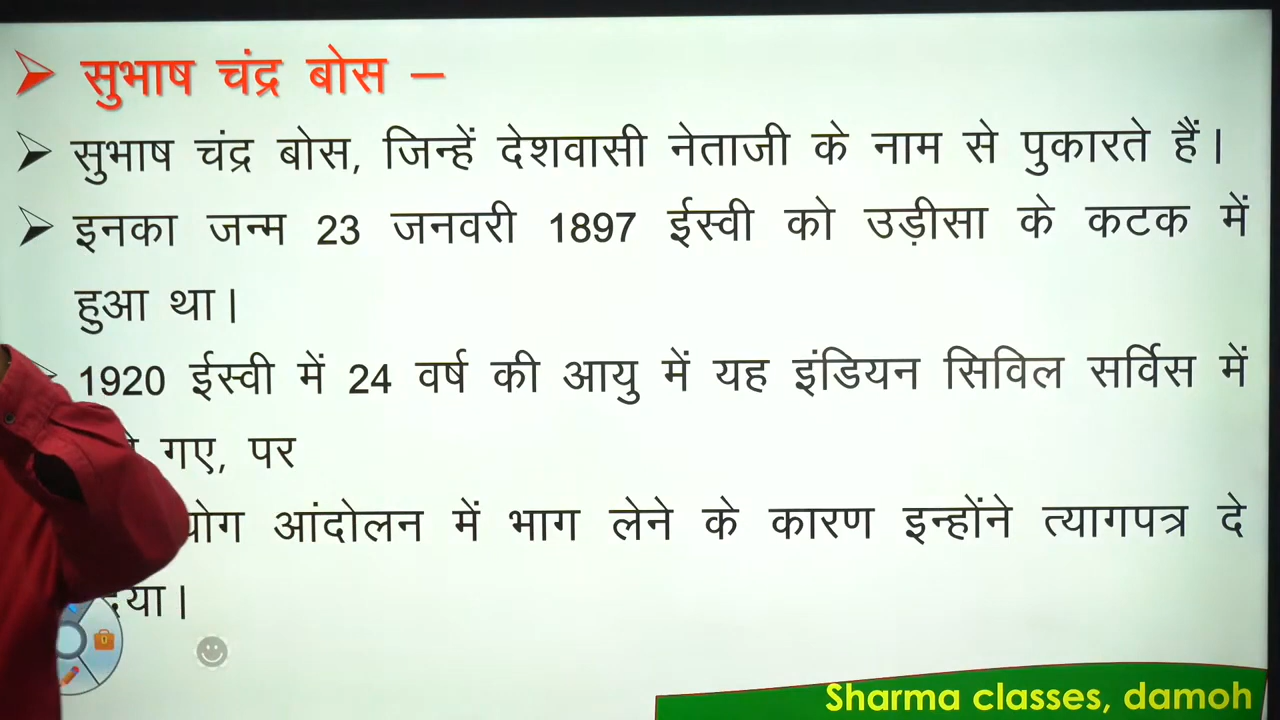 सुभाष चंद्र बोस –
सुभाष चंद्र बोस, जिन्हें देशवासी नेताजी के नाम से पुकारते हैं।
इनका जन्म 23 जनवरी 1897 ईस्वी को उड़ीसा के कटक में
हुआ था।
1920 ईस्वी में 24 वर्ष की आयु में यह इंडियन सिविल सर्विस में
गए, पर
आंदोलन में भाग लेने के कारण इन्होंने त्यागपत्र दे
Sharma classes, damoh